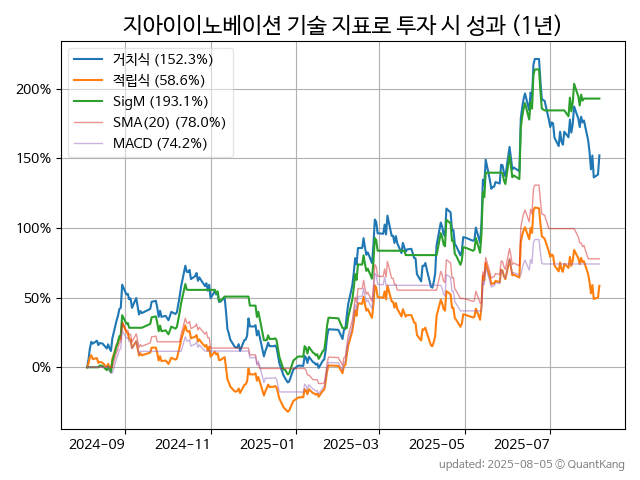 지아이이노베이션 기술 지표로 투자 시 성과 (1년)
거치식 (152.3%)
적립식 (58.6%)
SigM (193.1%)
SMA(20) (78.0%)
MACD (74.2%)
200%
150%
100%
50%
0%
2024-09
2024-11
2025-01
2025-03
2025-05
2025-07
updated: 2025-08-05 © QuantKang